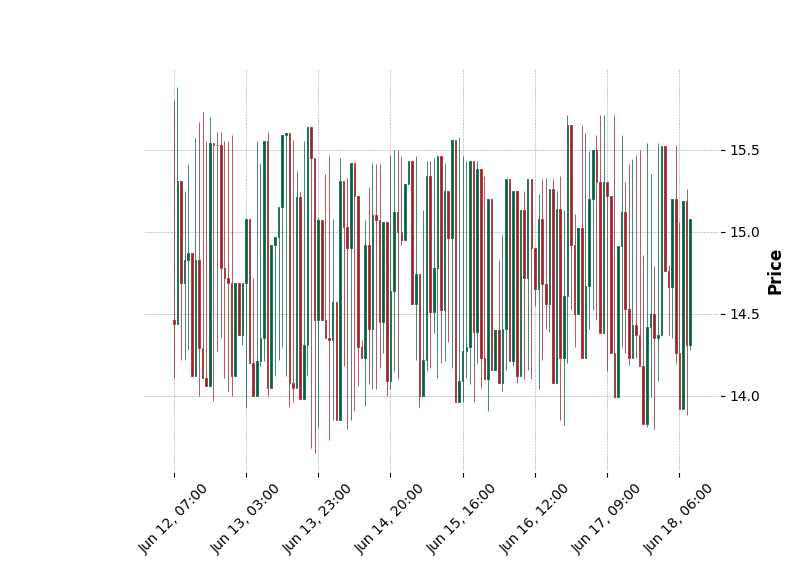 15.5
15.0
14.5
14.0
Price
Jun 12, 07:00
Jun 13, 03:00
Jun 13, 23:00
Jun 14, 20:00
Jun 15, 16:00
Jun 16, 12:00
Jun 17, 09:00
Jun 18, 06:00